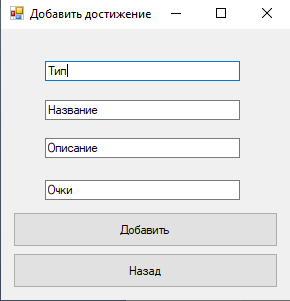 Добавить достижение
Тип
Название
Описание
Очки
Добавить
Назад